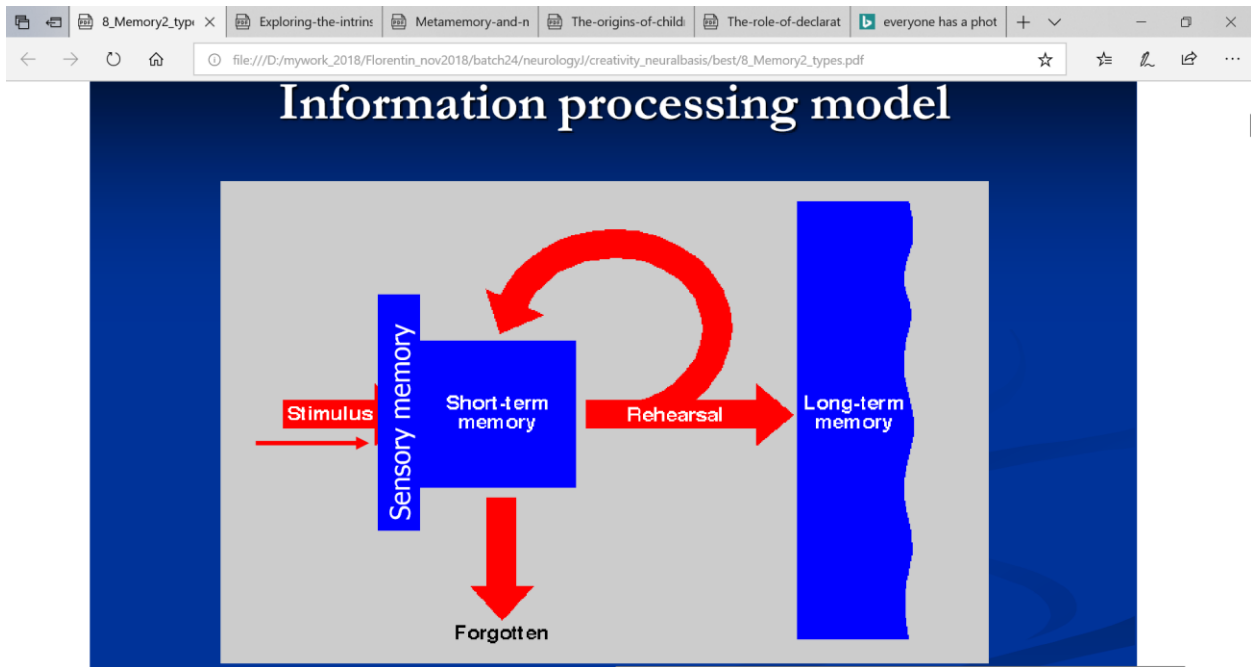 8_Memory2_type
Exploring-the-intrins
Metamemory-and-n
The-origins-of-child
The-role-of-declarat
everyone has a phot
file:///D:/mywork_2018/Florentin_nov2018/batch24/neurologyJ/creativity_neuralbasis/best/8_Memory2_types.pdf
Information processing model
Stimulus
Sensory memory
Short-term
memory
Rehearsal
Long-term
memory
Forgotten